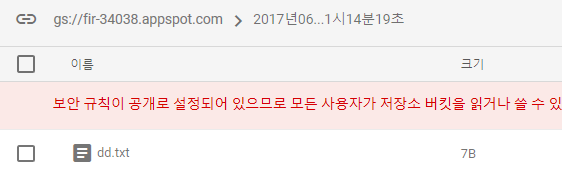 gs://fir-34038.appspot.com > 2017년06...1시14분19초
이름 크기
보안 규칙이 공개로 설정되어 있으므로 모든 사용자가 저장소 버킷을 읽거나 쓸 수 있
dd.txt 7B